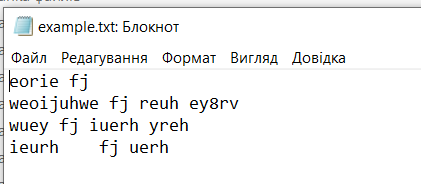 example.txt: Блокнот
Файл Редагування Формат Вигляд Довідка
eorie fj
weoijuhwe fj reuh ey8rv
wuey fj iuerh yreh
ieurh    fj uerh